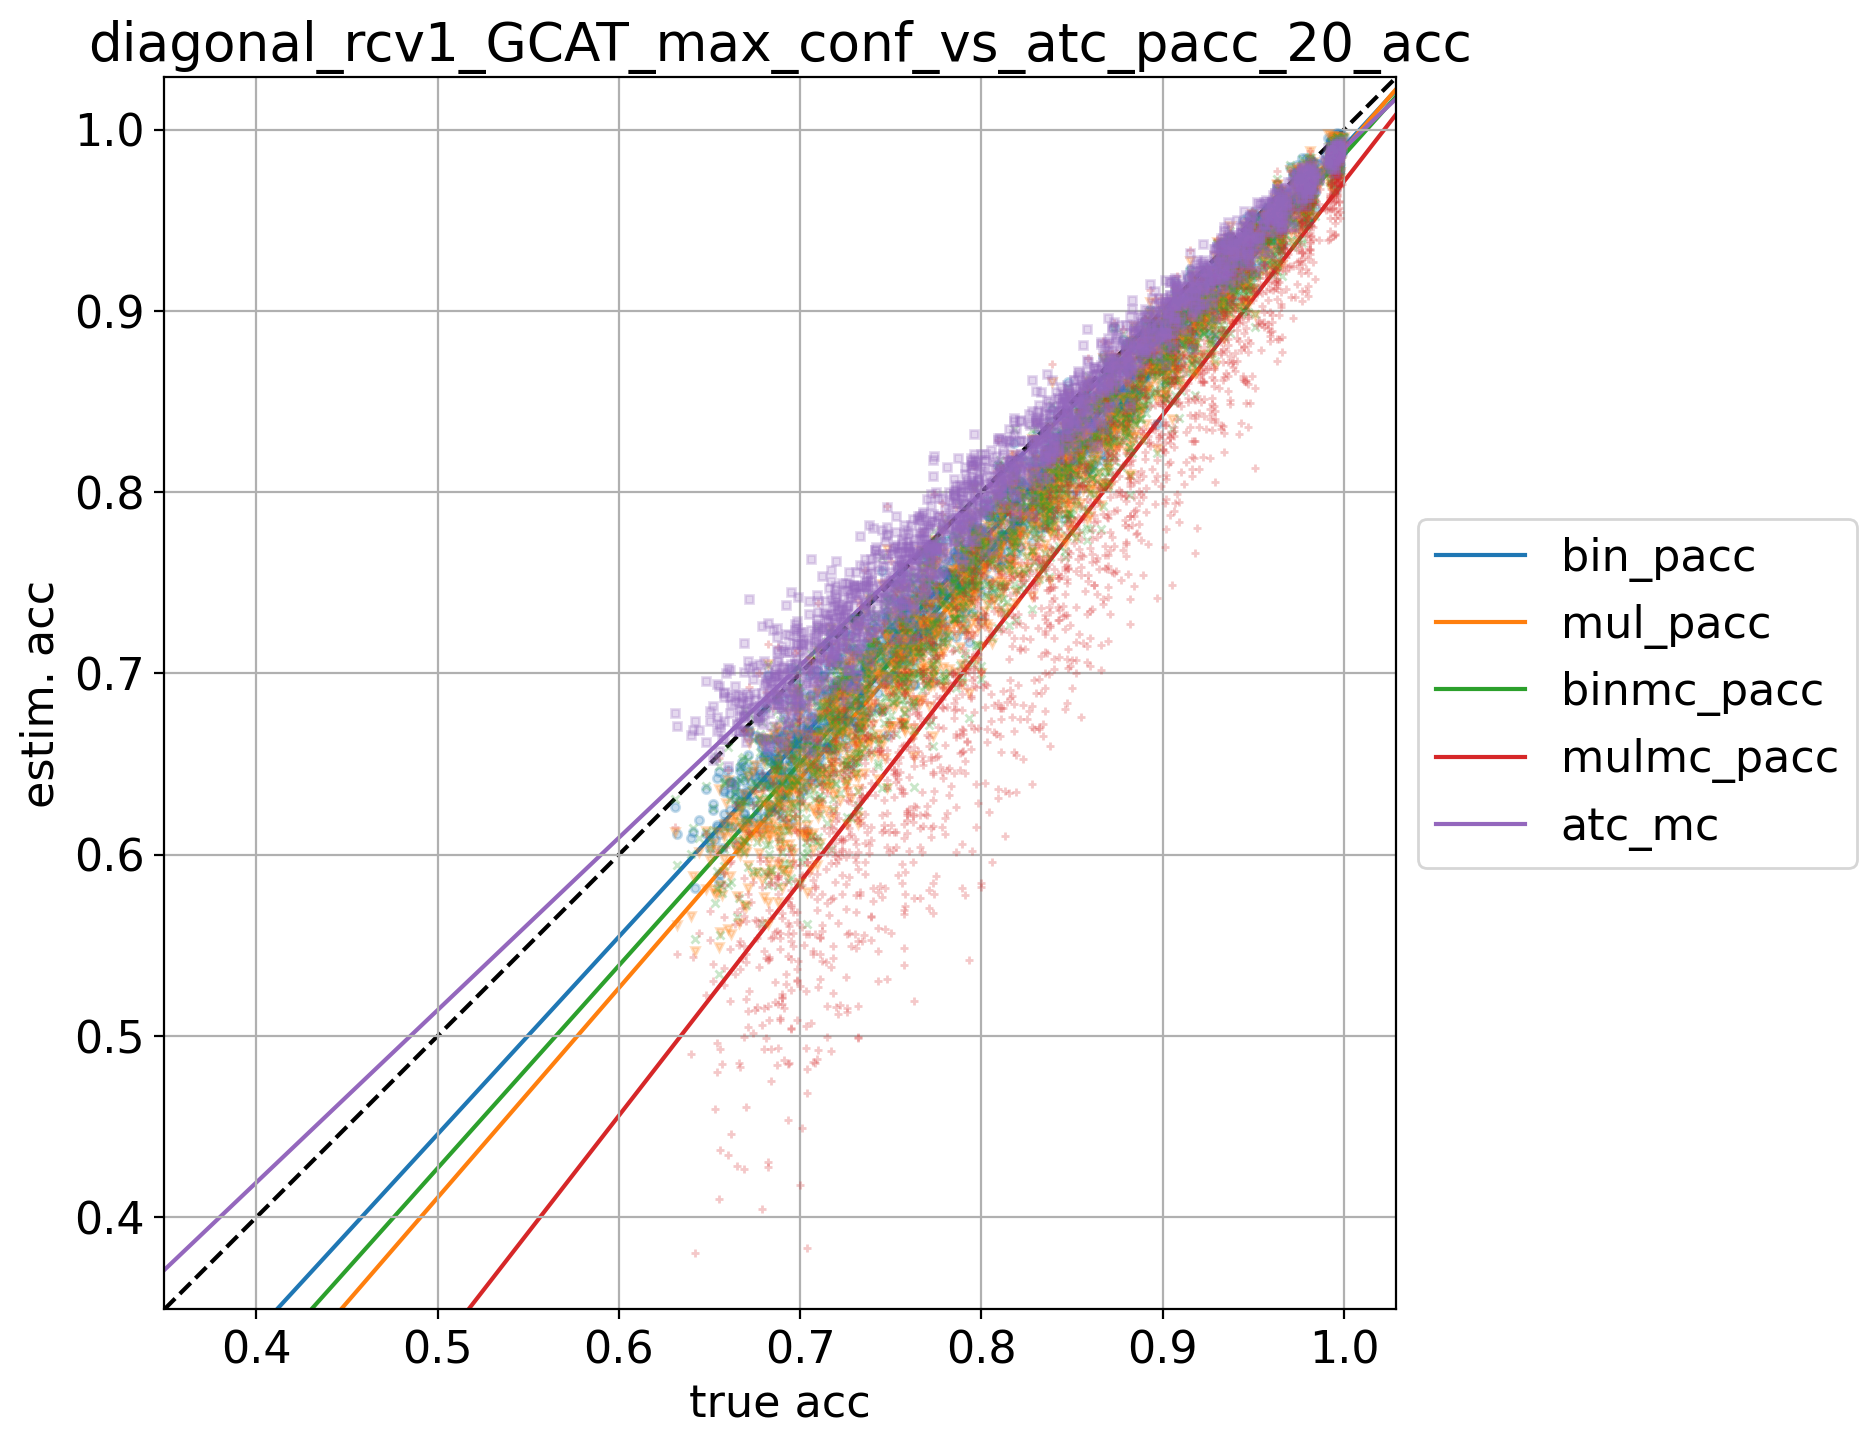 diagonal_rcv1_GCAT_max_conf_vs_atc_pacc_20_acc
1.0
0.9
0.8
0.7
0.6
0.5
0.4
estim. acc
0.4 0.5 0.6 0.7 0.8 0.9 1.0
true acc
bin_pacc
mul_pacc
binmc_pacc
mulmc_pacc
atc_mc